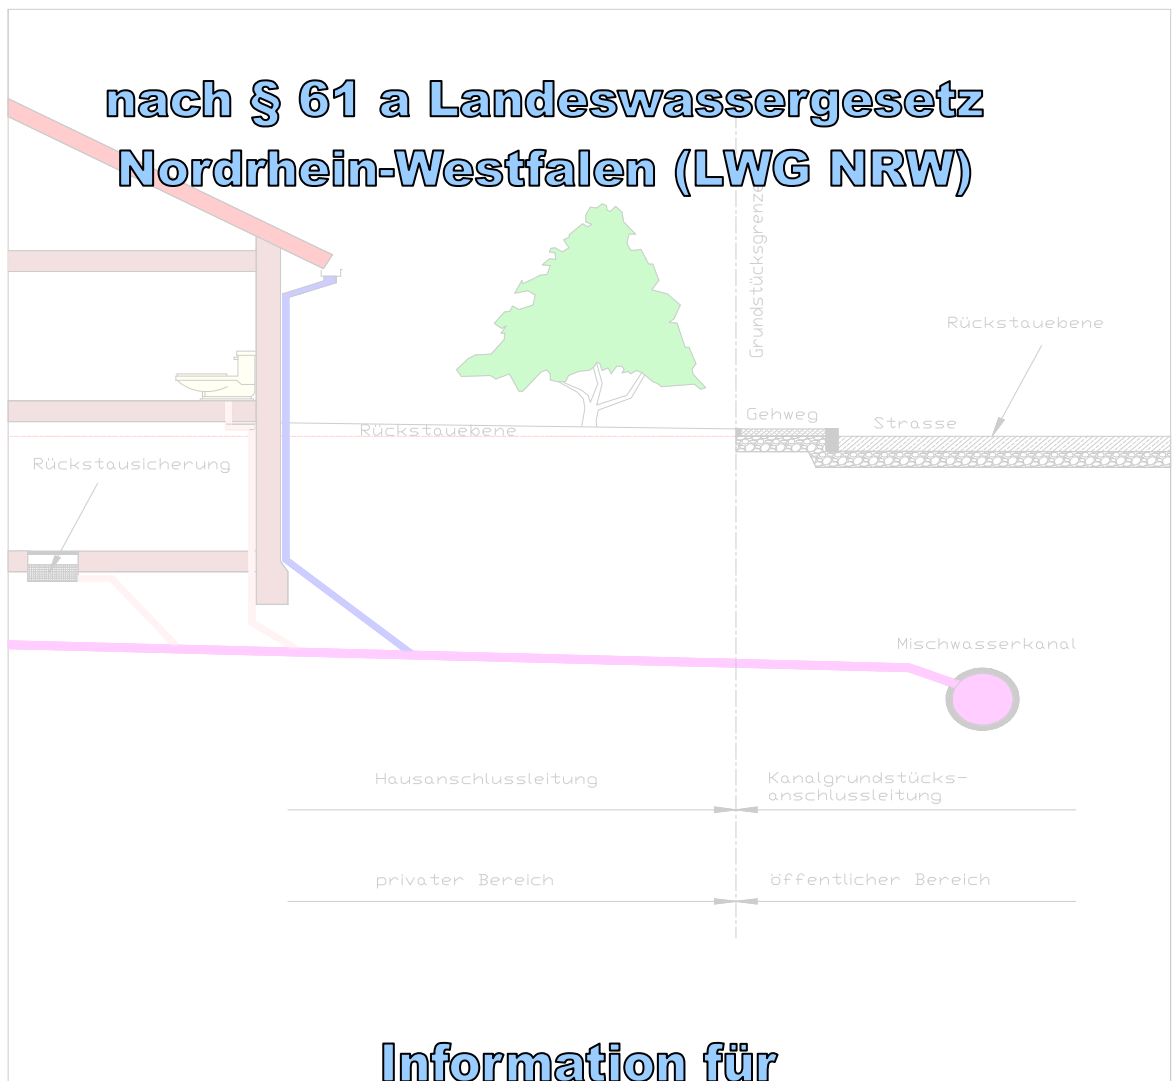 nach § 61 a Landeswassergesetz
Nordrhein-Westfalen (LWG NRW)
Grundstücksgrenze
Rückstauebene
Gehweg
Strasse
Rückstauebene
Rückstausicherung
Mischwasserkanal
Hausanschlussleitung
Kanalgrundstücks-
anschlussleitung
privater Bereich
öffentlicher Bereich
Information für